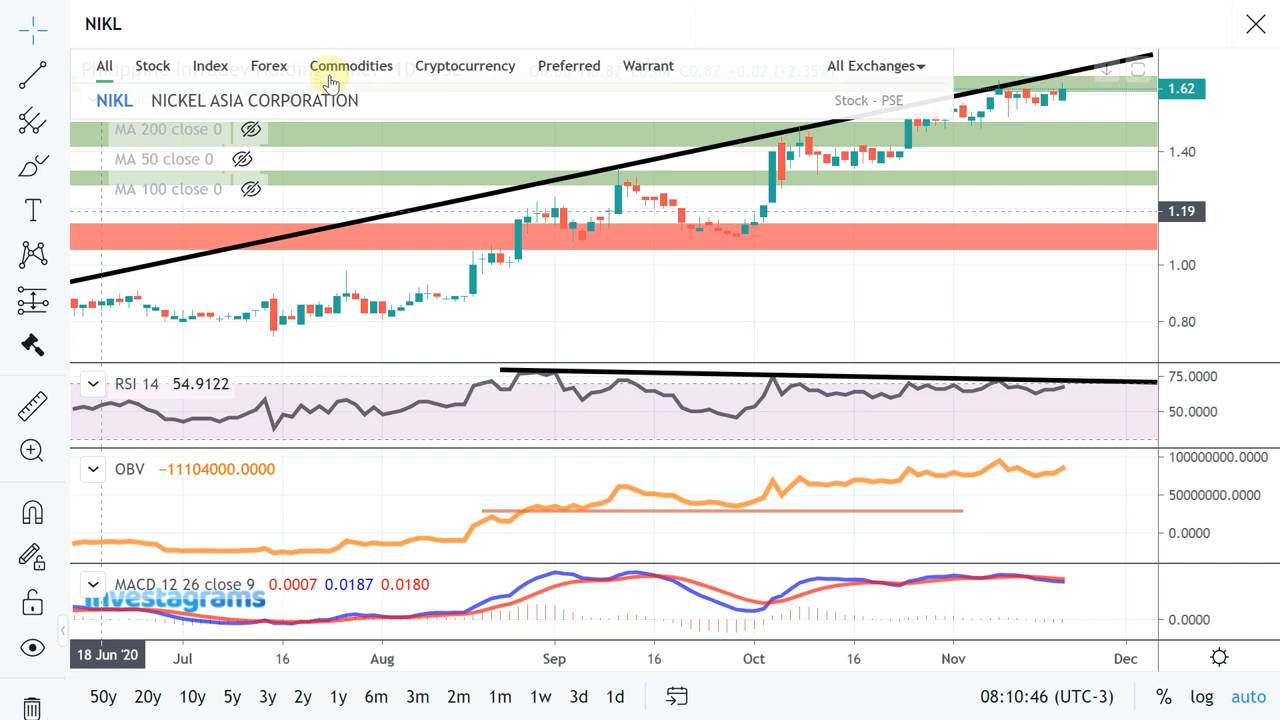 NIKL
All Stock Index Forex Commodities Cryptocurrency Preferred Warrant All Exchanges
NIKL NICKEL ASIA CORPORATION Stock - PSE
1.62
MA 200 close 0
MA 50 close 0
MA 100 close 0
1.40
1.19
1.00
0.80
RSI 14 54.9122
75.0000
50.0000
OBV −11104000.0000
100000000.0000
50000000.0000
0.0000
MACD 12 26 close 9 0.0007 0.0187 0.0180
Investagrams
0.0000
18 Jun '20 Jul 16 Aug Sep 16 Oct 16 Nov Dec
50y 20y 10y 5y 3y 2y 1y 6m 3m 2m 1m 1w 3d 1d 08:10:46 (UTC-3) % log auto